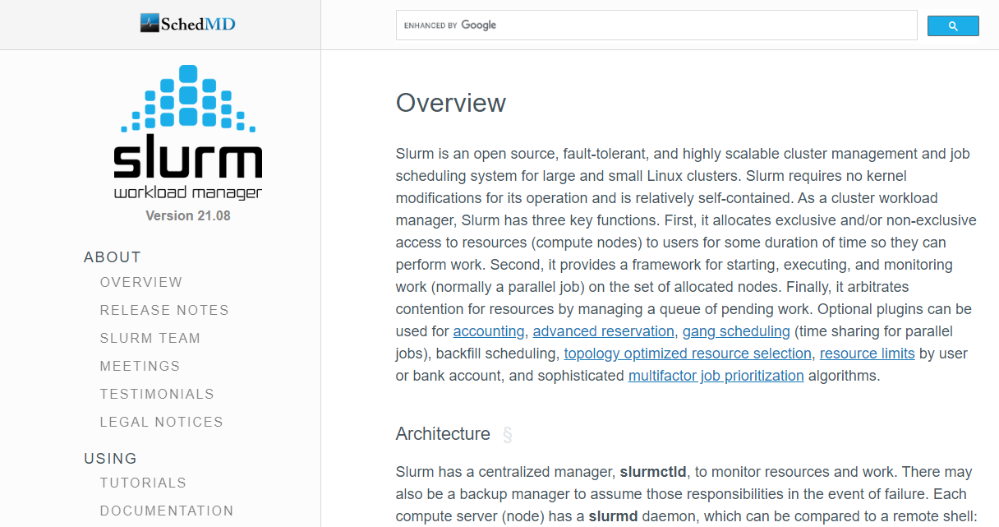 SchedMD
ENHANCED BY Google
slurm
workload manager
Version 21.08
ABOUT
OVERVIEW
RELEASE NOTES
SLURM TEAM
MEETINGS
TESTIMONIALS
LEGAL NOTICES
USING
TUTORIALS
DOCUMENTATION
Overview
Slurm is an open source, fault-tolerant, and highly scalable cluster management and job
scheduling system for large and small Linux clusters. Slurm requires no kernel
modifications for its operation and is relatively self-contained. As a cluster workload
manager, Slurm has three key functions. First, it allocates exclusive and/or non-exclusive
access to resources (compute nodes) to users for some duration of time so they can
perform work. Second, it provides a framework for starting, executing, and monitoring
work (normally a parallel job) on the set of allocated nodes. Finally, it arbitrates
contention for resources by managing a queue of pending work. Optional plugins can be
used for accounting, advanced reservation, gang scheduling (time sharing for parallel
jobs), backfill scheduling, topology optimized resource selection, resource limits by user
or bank account, and sophisticated multifactor job prioritization algorithms.
Architecture §
Slurm has a centralized manager, slurmctld, to monitor resources and work. There may
also be a backup manager to assume those responsibilities in the event of failure. Each
compute server (node) has a slurmd daemon, which can be compared to a remote shell: